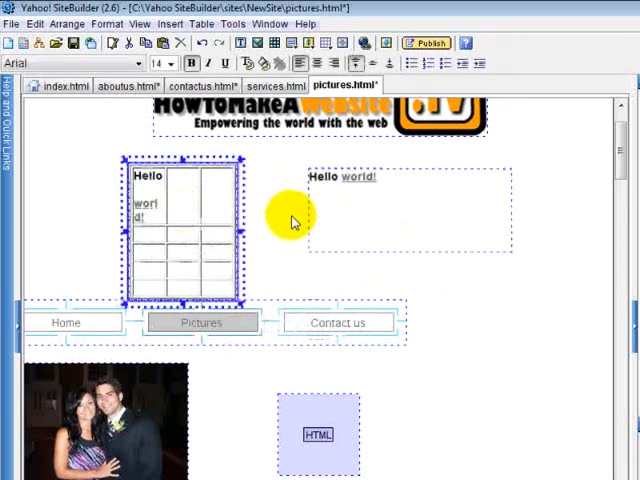 Yahoo! SiteBuilder (2.6) - [C:\Yahoo SiteBuilder\sites\NewSite\pictures.html*]
File Edit Arrange Format View Insert Table Tools Window Help
Publish
Arial 14 B I U
index.html aboutus.html* contactus.html* services.html pictures.html*
Help and Quick Links
HowtoMakeAWebsite .TV
Empowering the world with the web
Hello
worl
d!
Hello world!
Home Pictures Contact us
HTML